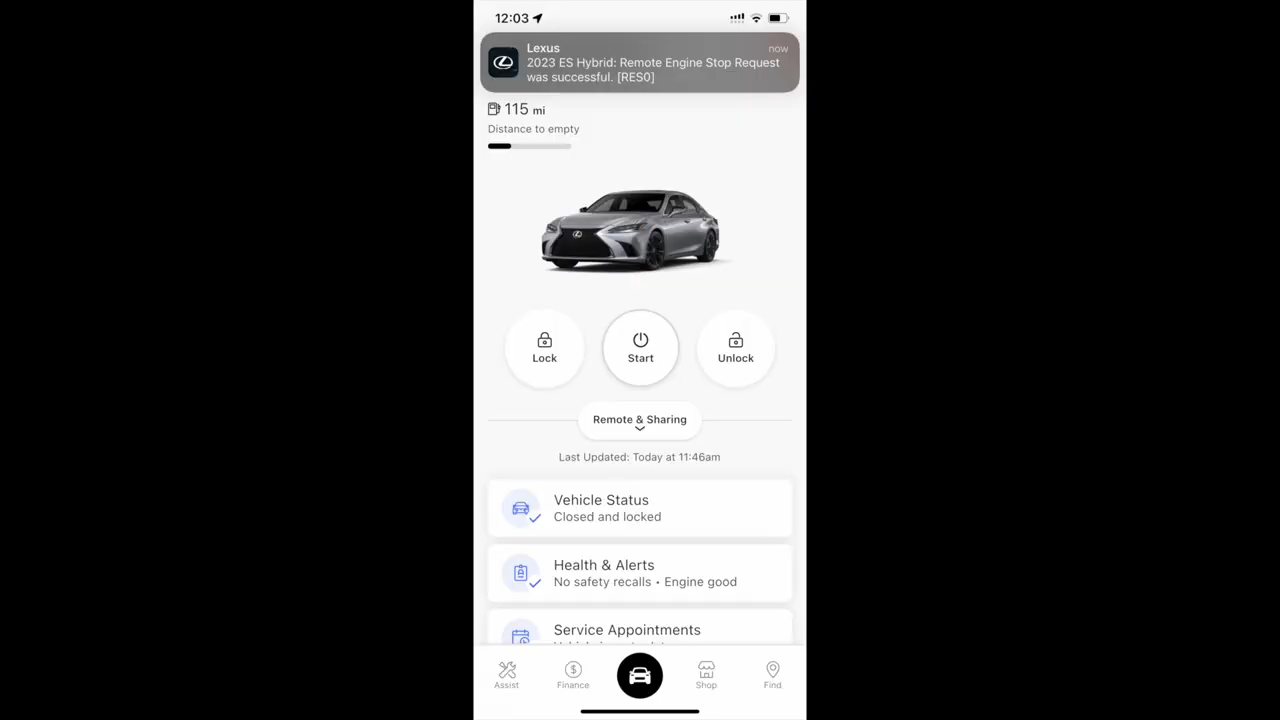 12:03
Lexus
now
2023 ES Hybrid: Remote Engine Stop Request
was successful. [RES0]
115 mi
Distance to empty
Lock
Start
Unlock
Remote & Sharing
Last Updated: Today at 11:46am
Vehicle Status
Closed and locked
Health & Alerts
No safety recalls • Engine good
Service Appointments
Assist
Finance
Shop
Find